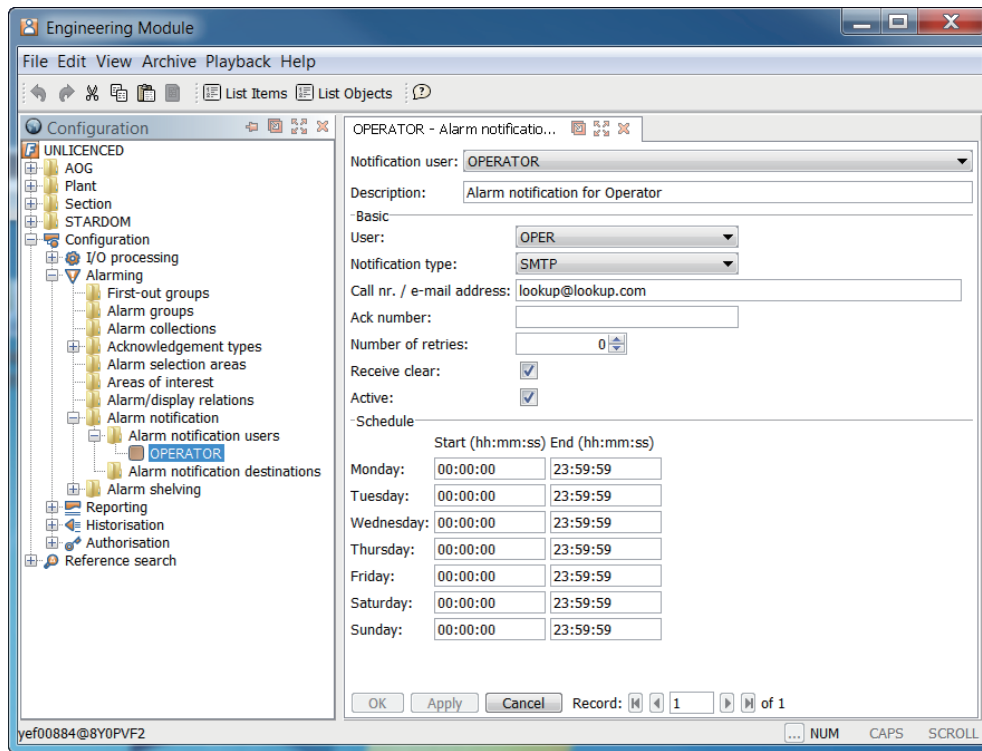 Engineering Module
File Edit View Archive Playback Help
List Items List Objects
Configuration
UNLICENCED
AOG
Plant
Section
STARDOM
Configuration
I/O processing
Alarming
First-out groups
Alarm groups
Alarm collections
Acknowledgement types
Alarm selection areas
Areas of interest
Alarm/display relations
Alarm notification
Alarm notification users
OPERATOR
Alarm notification destinations
Alarm shelving
Reporting
Historisation
Authorisation
Reference search
OPERATOR - Alarm notificatio...
Notification user: OPERATOR
Description: Alarm notification for Operator
Basic
User: OPER
Notification type: SMTP
Call nr. / e-mail address: lookup@lookup.com
Ack number:
Number of retries: 0
Receive clear:
Active:
Schedule
Start (hh:mm:ss) End (hh:mm:ss)
Monday: 00:00:00 23:59:59
Tuesday: 00:00:00 23:59:59
Wednesday: 00:00:00 23:59:59
Thursday: 00:00:00 23:59:59
Friday: 00:00:00 23:59:59
Saturday: 00:00:00 23:59:59
Sunday: 00:00:00 23:59:59
OK Apply Cancel Record: 1 of 1
yef00884@8Y0PVF2 ... NUM CAPS SCROLL